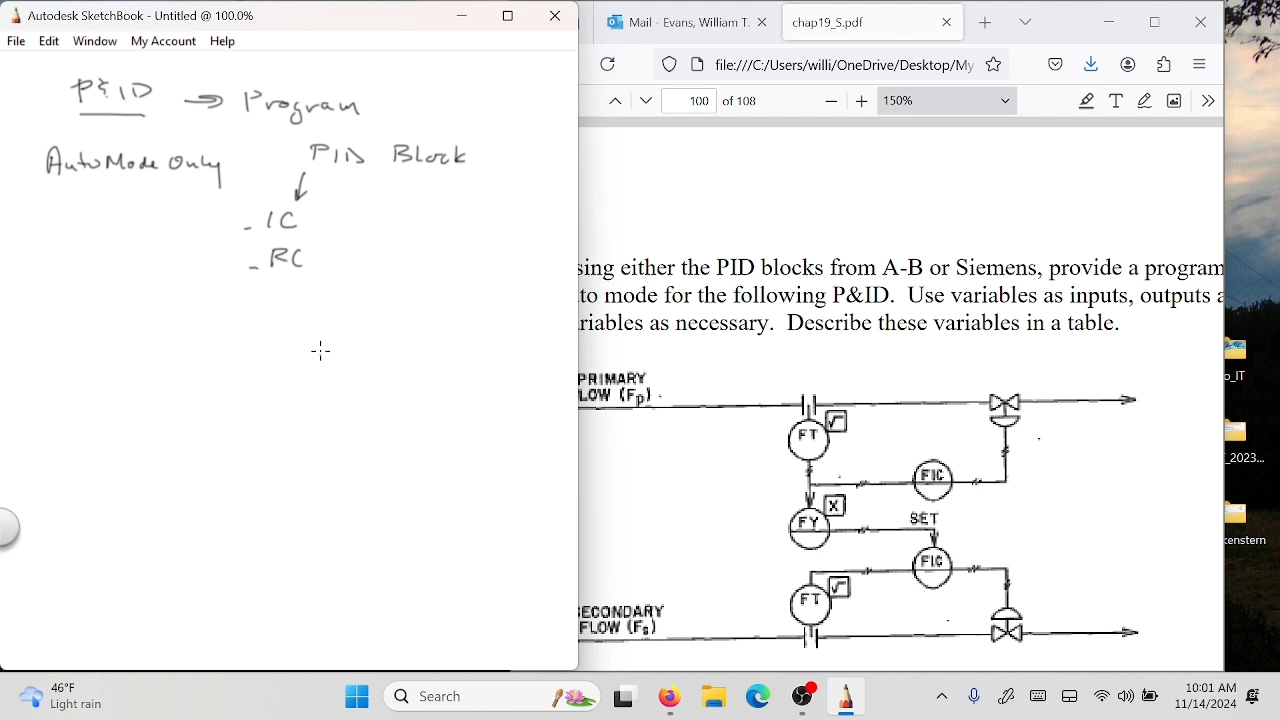 Autodesk SketchBook - Untitled @ 100.0%
File Edit Window My Account Help
P&ID → Program
Auto Mode Only
PID Block
- IC
- RC
Mail - Evans, William T.
chap19_S.pdf
file:///C:/Users/willi/OneDrive/Desktop/My
100 of 108
150%
sing either the PID blocks from A-B or Siemens, provide a program
to mode for the following P&ID. Use variables as inputs, outputs a
riables as necessary. Describe these variables in a table.
PRIMARY
LOW (Fp)
FT √
FIC
FY X
SET
FIC
FT √
ECONDARY
FLOW (Fs)
o_IT
_2023...
kenstern
46°F
Light rain
Search
10:01 AM
11/14/2024